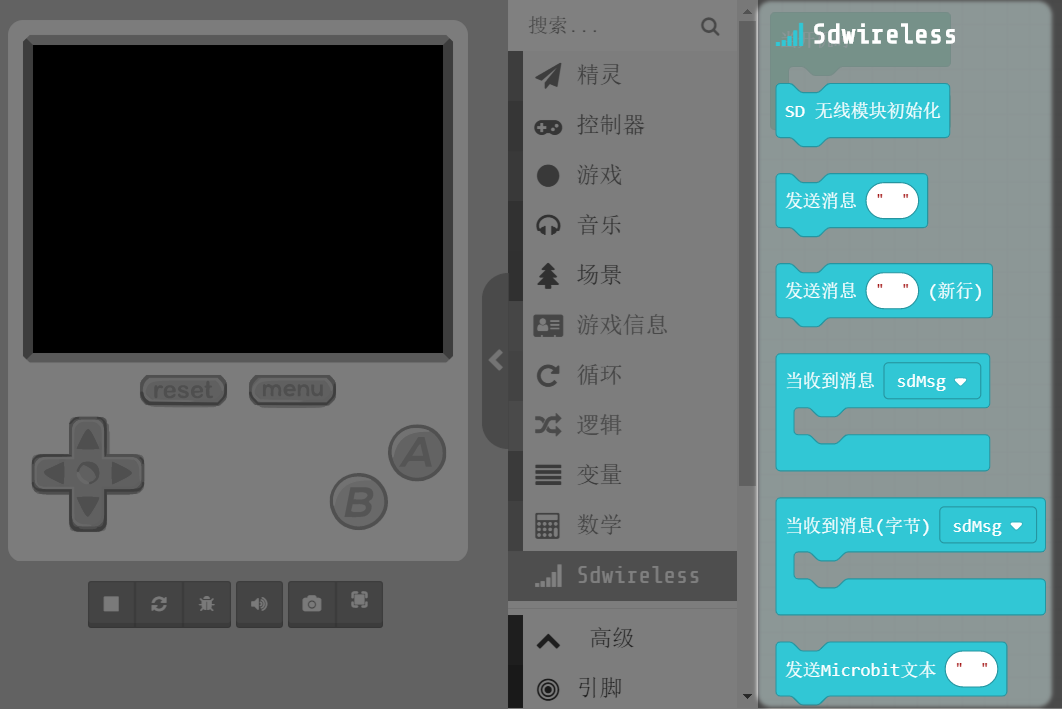 reset
menu
A
B
搜索...
精灵
控制器
游戏
音乐
场景
游戏信息
循环
逻辑
变量
数学
Sdwireless
高级
引脚
Sdwireless
SD 无线模块初始化
发送消息 " "
发送消息 " " (新行)
当收到消息 sdMsg
当收到消息(字节) sdMsg
发送Microbit文本 " "